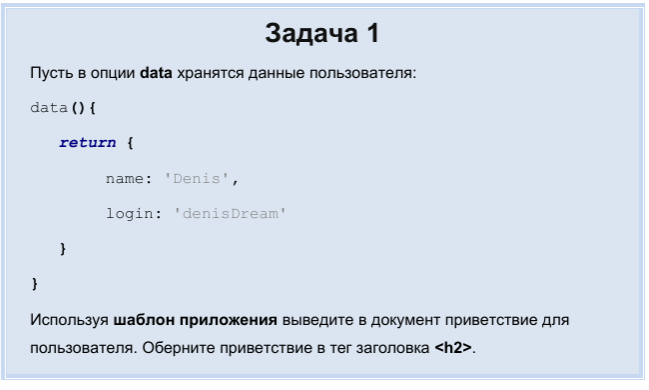 Задача 1
Пусть в опции data хранятся данные пользователя:
data(){
return {
name: 'Denis',
login: 'denisDream'
}
}
Используя шаблон приложения выведите в документ приветствие для
пользователя. Оберните приветствие в тег заголовка <h2>.